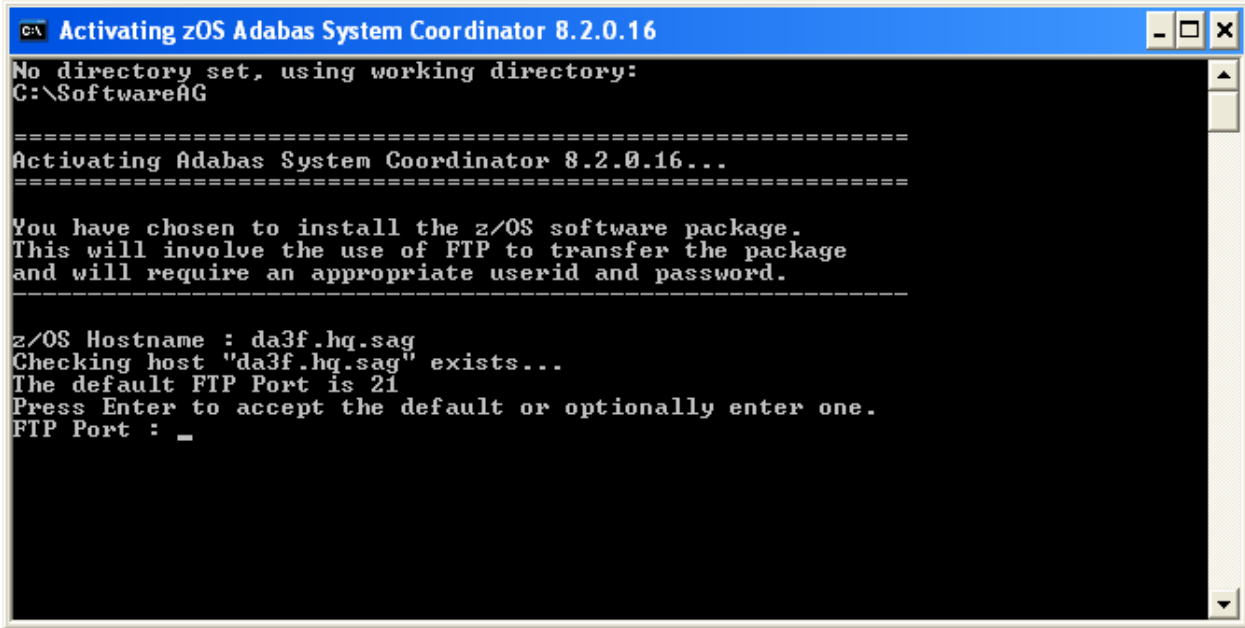 C:\ Activating zOS Adabas System Coordinator 8.2.0.16
No directory set, using working directory:
C:\SoftwareAG
============================================================
Activating Adabas System Coordinator 8.2.0.16...
============================================================
You have chosen to install the z/OS software package.
This will involve the use of FTP to transfer the package
and will require an appropriate userid and password.
------------------------------------------------------------
z/OS Hostname : da3f.hq.sag
Checking host "da3f.hq.sag" exists...
The default FTP Port is 21
Press Enter to accept the default or optionally enter one.
FTP Port : _